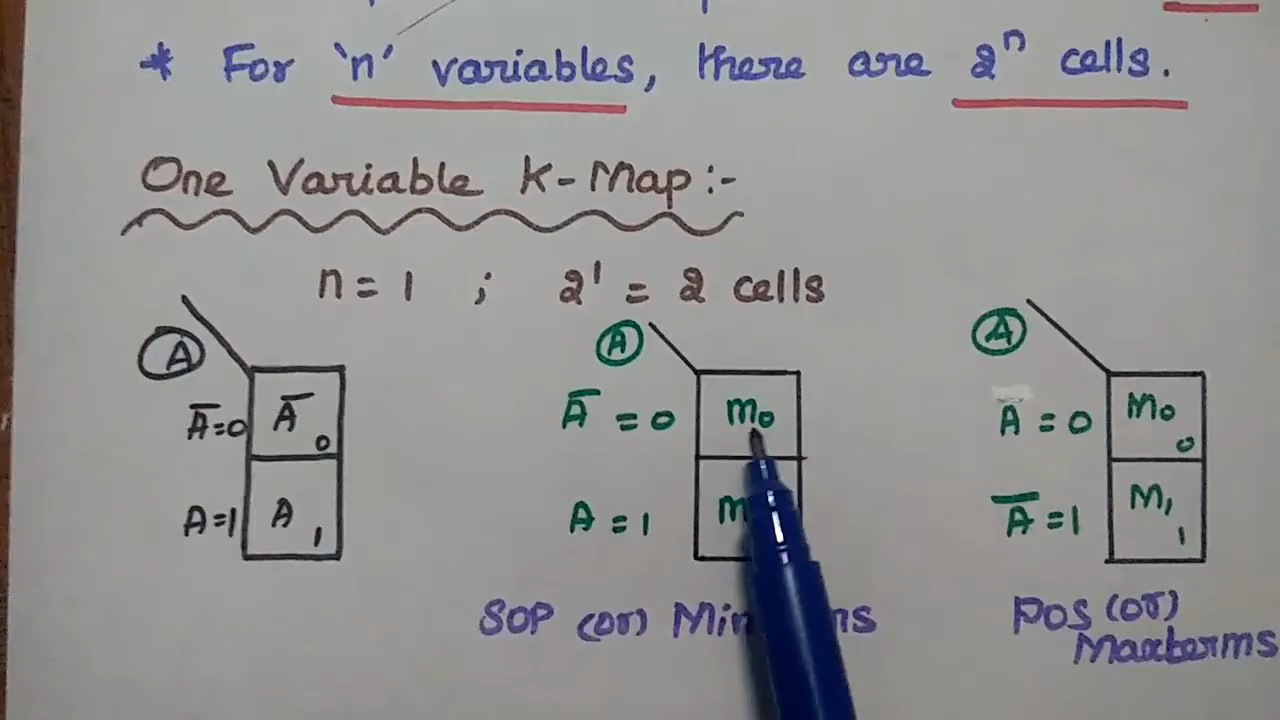 * For 'n' variables, there are 2ⁿ cells.
One Variable K-Map:-
n = 1 ; 2¹ = 2 cells
A
A̅=0 A̅ 0
A=1 A 1
A
A̅ = 0 m₀
A = 1 m
SOP (or)
A
A = 0 M₀ 0
A̅ = 1 M₁ 1
POS (or)
Maxterms